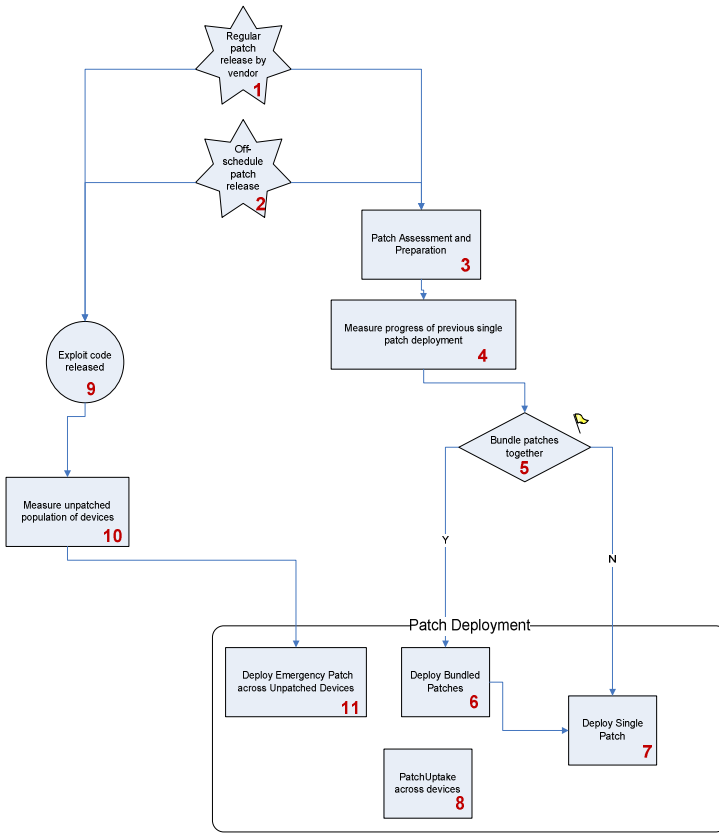 Regular
patch
release by
vendor
1
Off-
schedule
patch
release
2
Patch Assessment and
Preparation
3
Measure progress of previous single
patch deployment
4
Exploit code
released
9
Bundle patches
together
5
Measure unpatched
population of devices
10
Y
N
Patch Deployment
Deploy Emergency Patch
across Unpatched Devices
11
Deploy Bundled
Patches
6
Deploy Single
Patch
7
PatchUptake
across devices
8